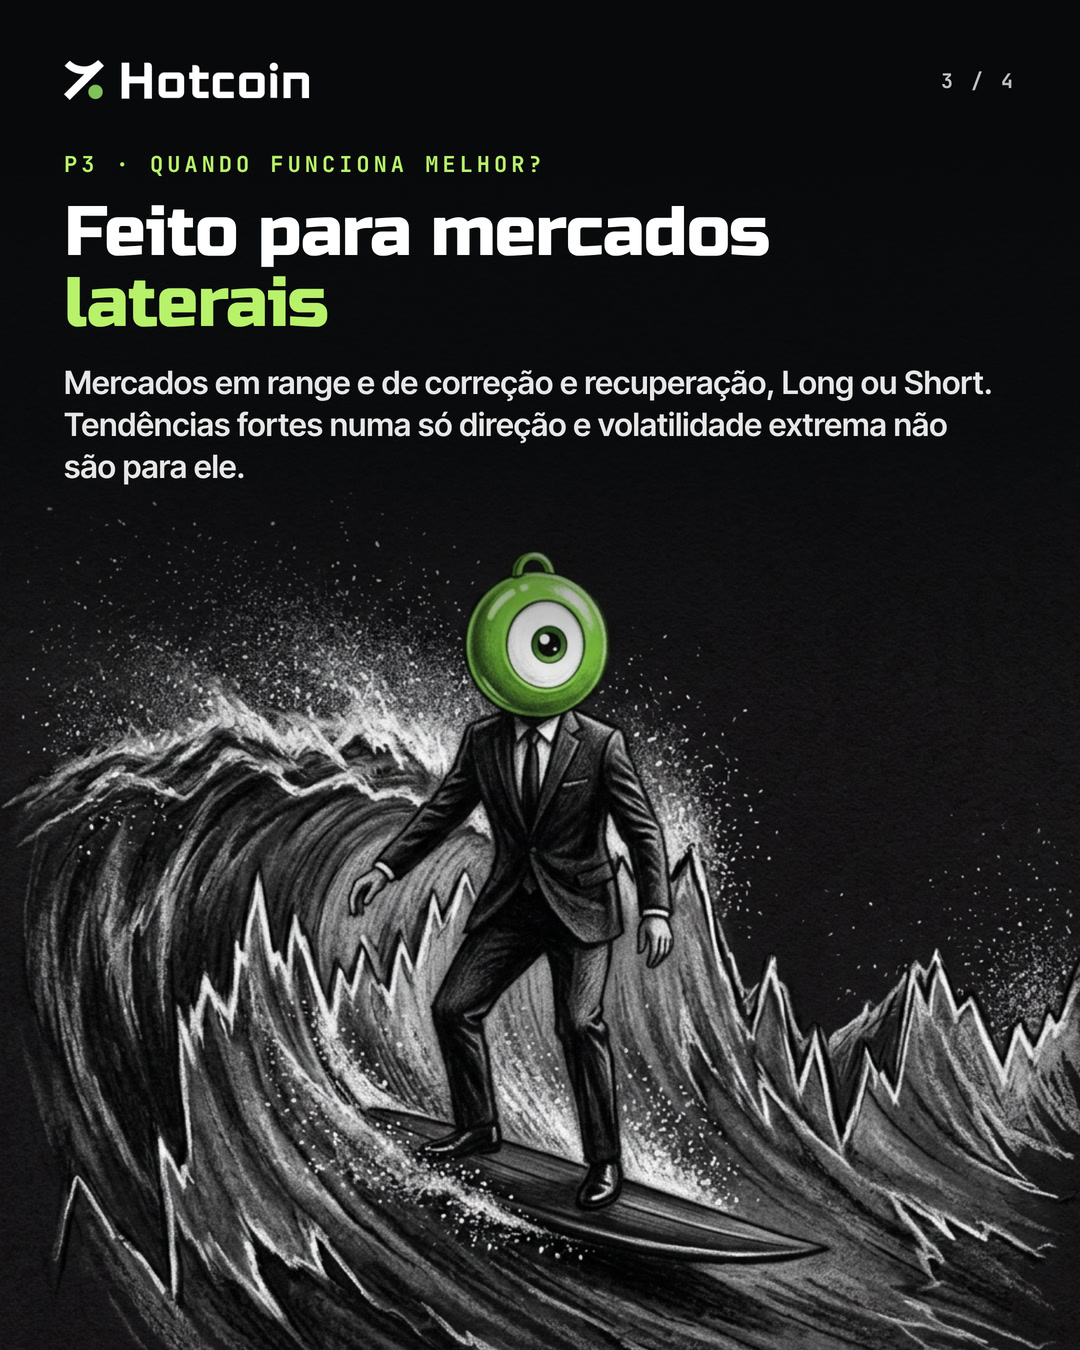 Hotcoin
3 / 4
P3 · QUANDO FUNCIONA MELHOR?
Feito para mercados
laterais
Mercados em range e de correção e recuperação, Long ou Short.
Tendências fortes numa só direção e volatilidade extrema não
são para ele.